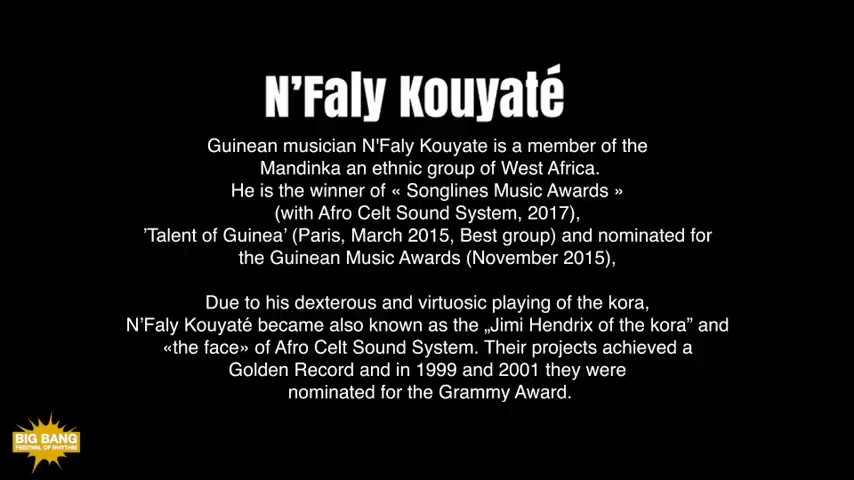 N’Faly Kouyaté
Guinean musician N'Faly Kouyate is a member of the
Mandinka an ethnic group of West Africa.
He is the winner of « Songlines Music Awards »
(with Afro Celt Sound System, 2017),
’Talent of Guinea’ (Paris, March 2015, Best group) and nominated for
the Guinean Music Awards (November 2015),
Due to his dexterous and virtuosic playing of the kora,
N’Faly Kouyaté became also known as the „Jimi Hendrix of the kora” and
«the face» of Afro Celt Sound System. Their projects achieved a
Golden Record and in 1999 and 2001 they were
nominated for the Grammy Award.
BIG BANG
FESTIVAL OF RHYTHM